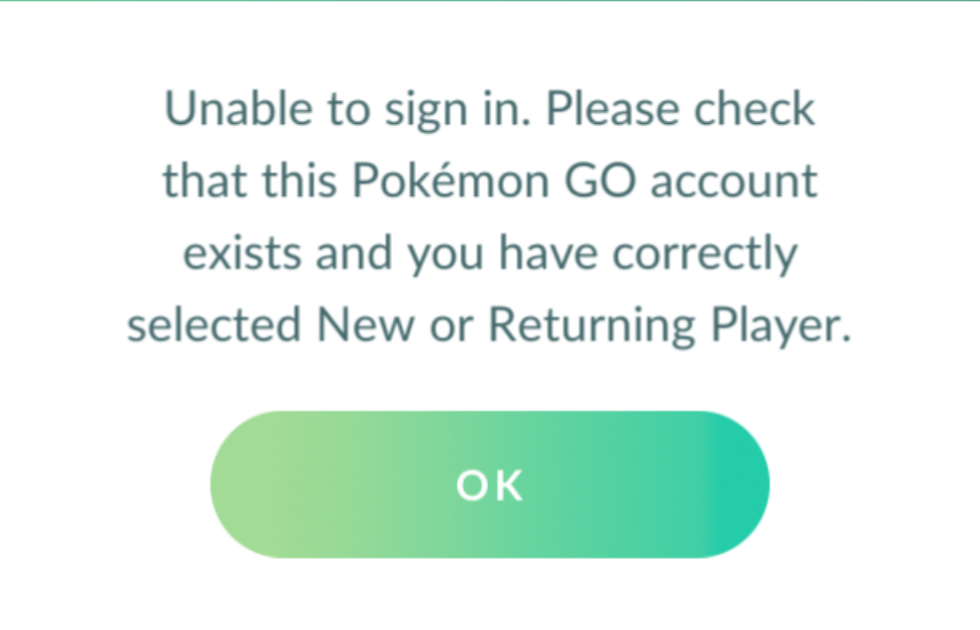 Unable to sign in. Please check
that this Pokémon GO account
exists and you have correctly
selected New or Returning Player.
OK